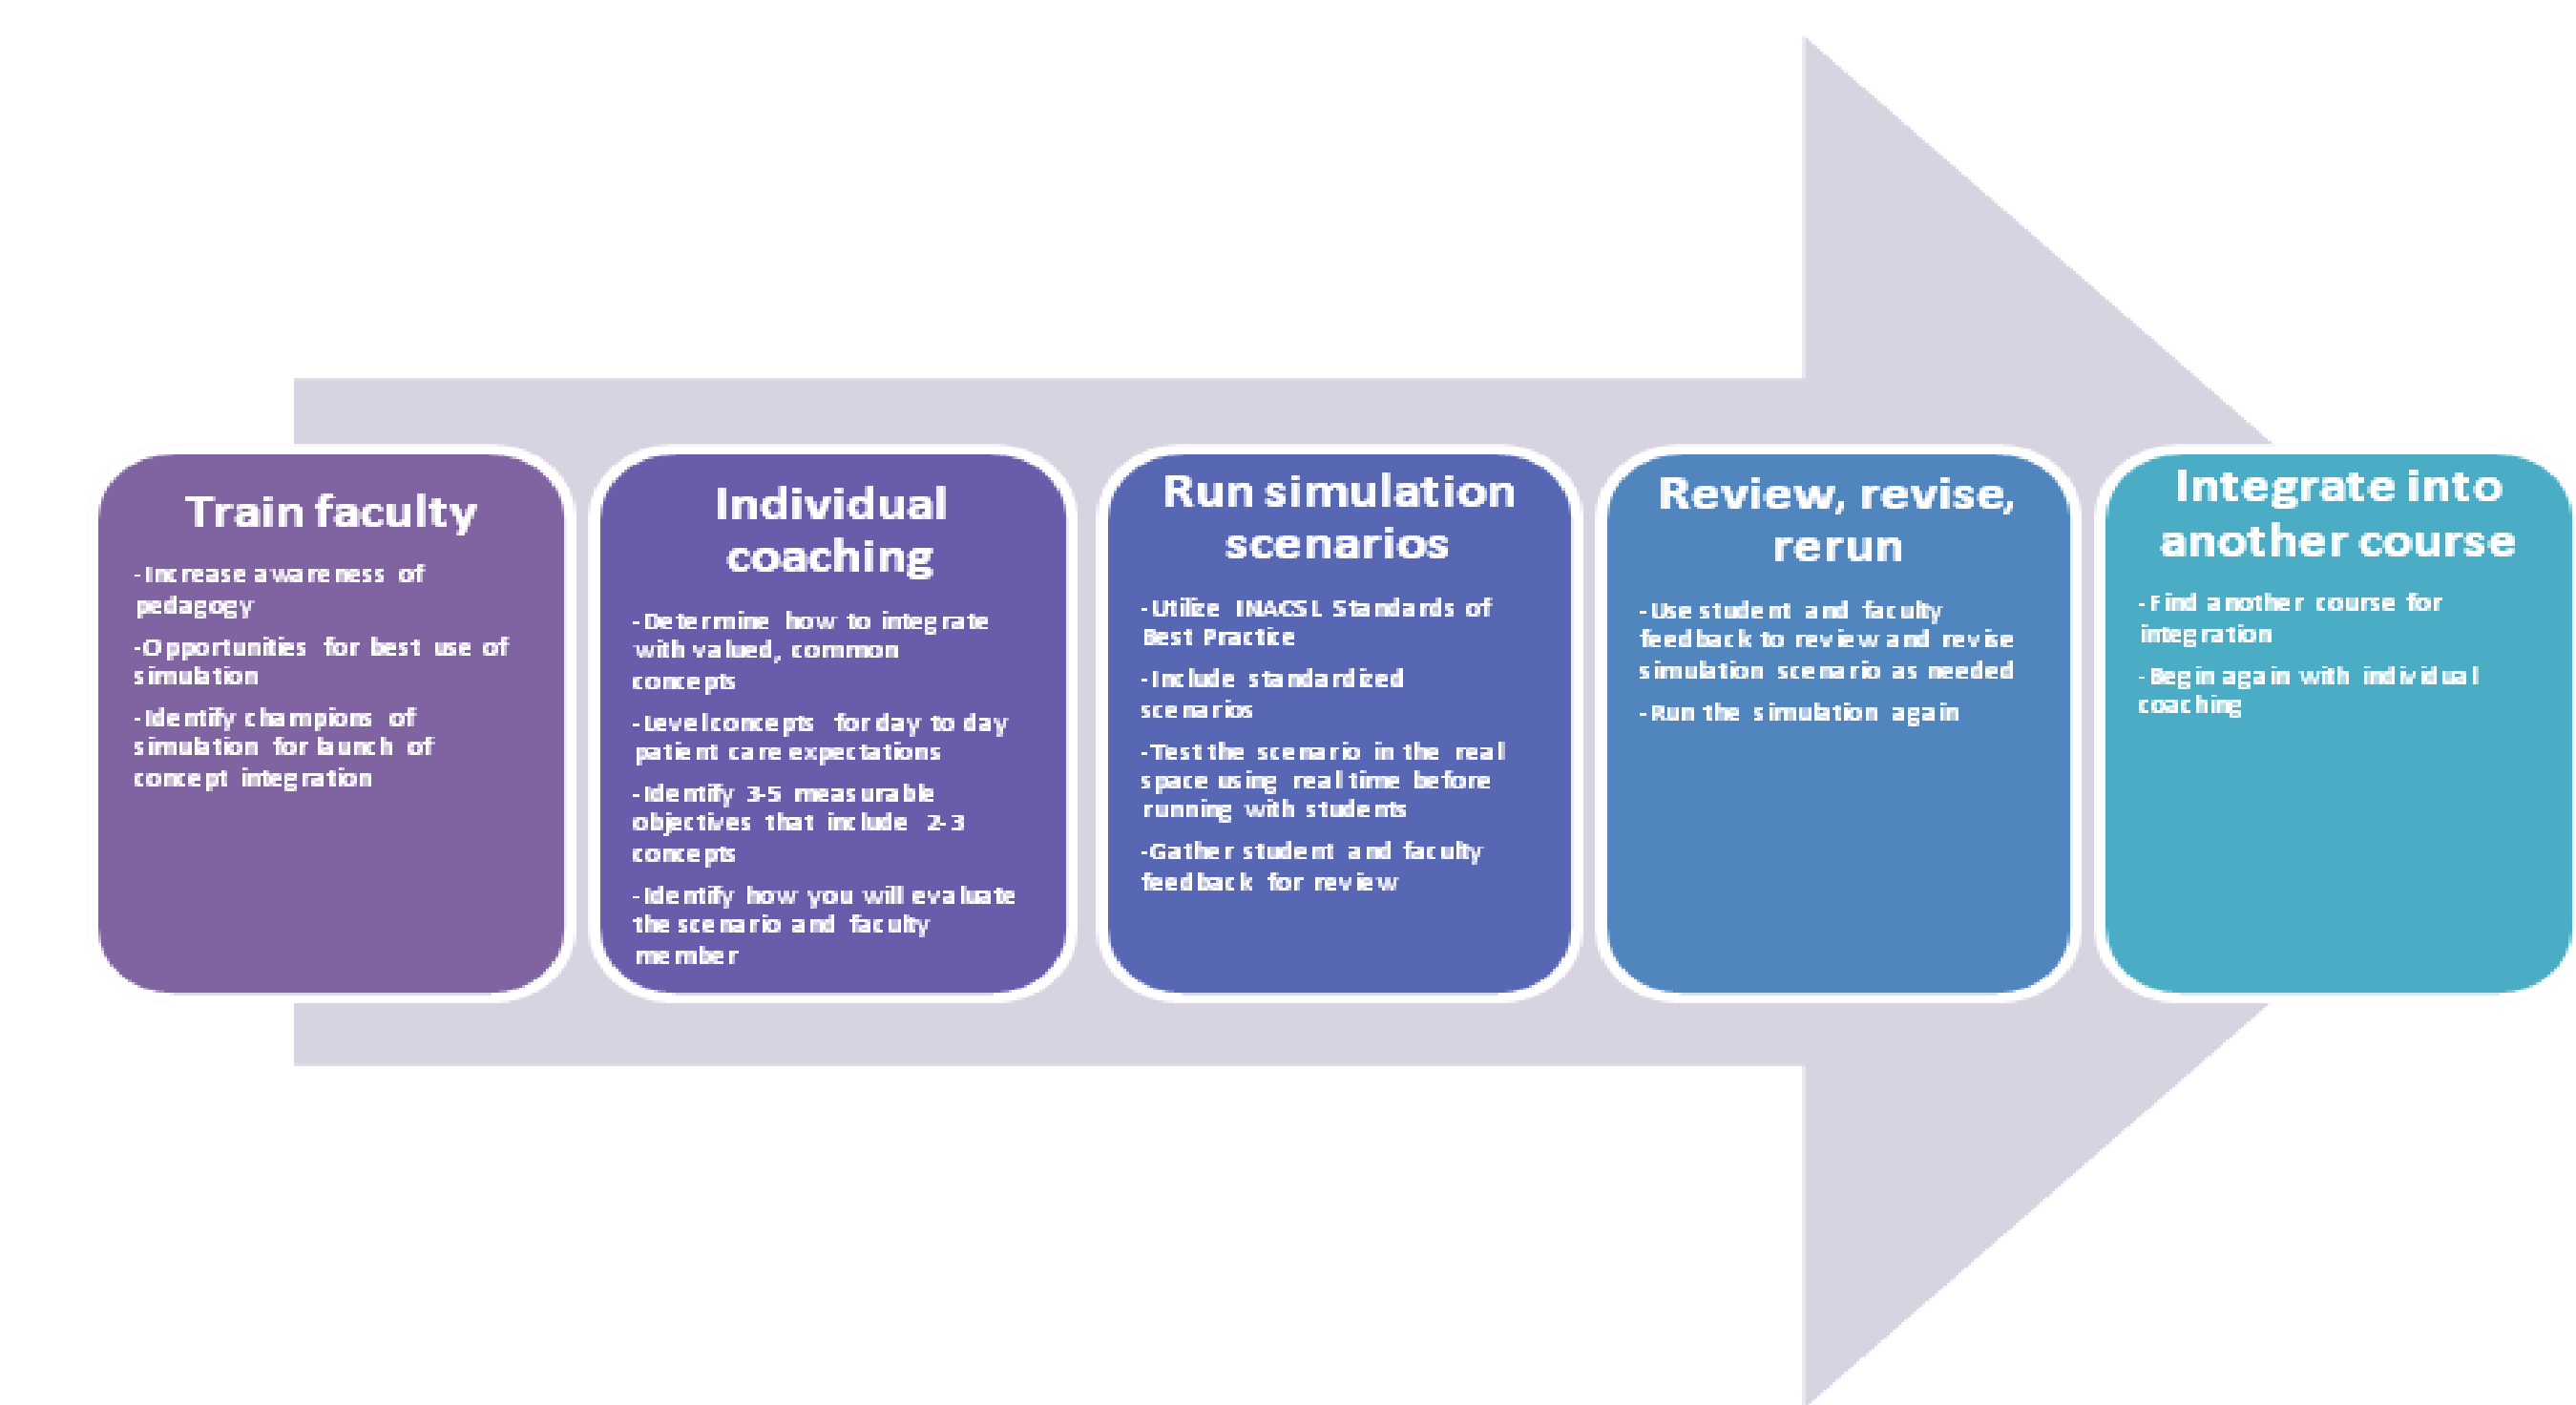 Train faculty
-Increase awareness of
pedagogy
-Opportunities for best use of
simulation
-Identify champions of
simulation for launch of
concept integration
Individual
coaching
-Determine how to integrate
with valued, common
concepts
-Level concepts for day to day
patient care expectations
-Identify 3-5 measurable
objectives that include 2-3
concepts
-Identify how you will evaluate
the scenario and faculty
member
Run simulation
scenarios
-Utilize INACSL Standards of
Best Practice
-Include standardized
scenarios
-Test the scenario in the real
space using real time before
running with students
-Gather student and faculty
feedback for review
Review, revise,
rerun
-Use student and faculty
feedback to review and revise
simulation scenario as needed
-Run the simulation again
Integrate into
another course
-Find another course for
integration
-Begin again with individual
coaching